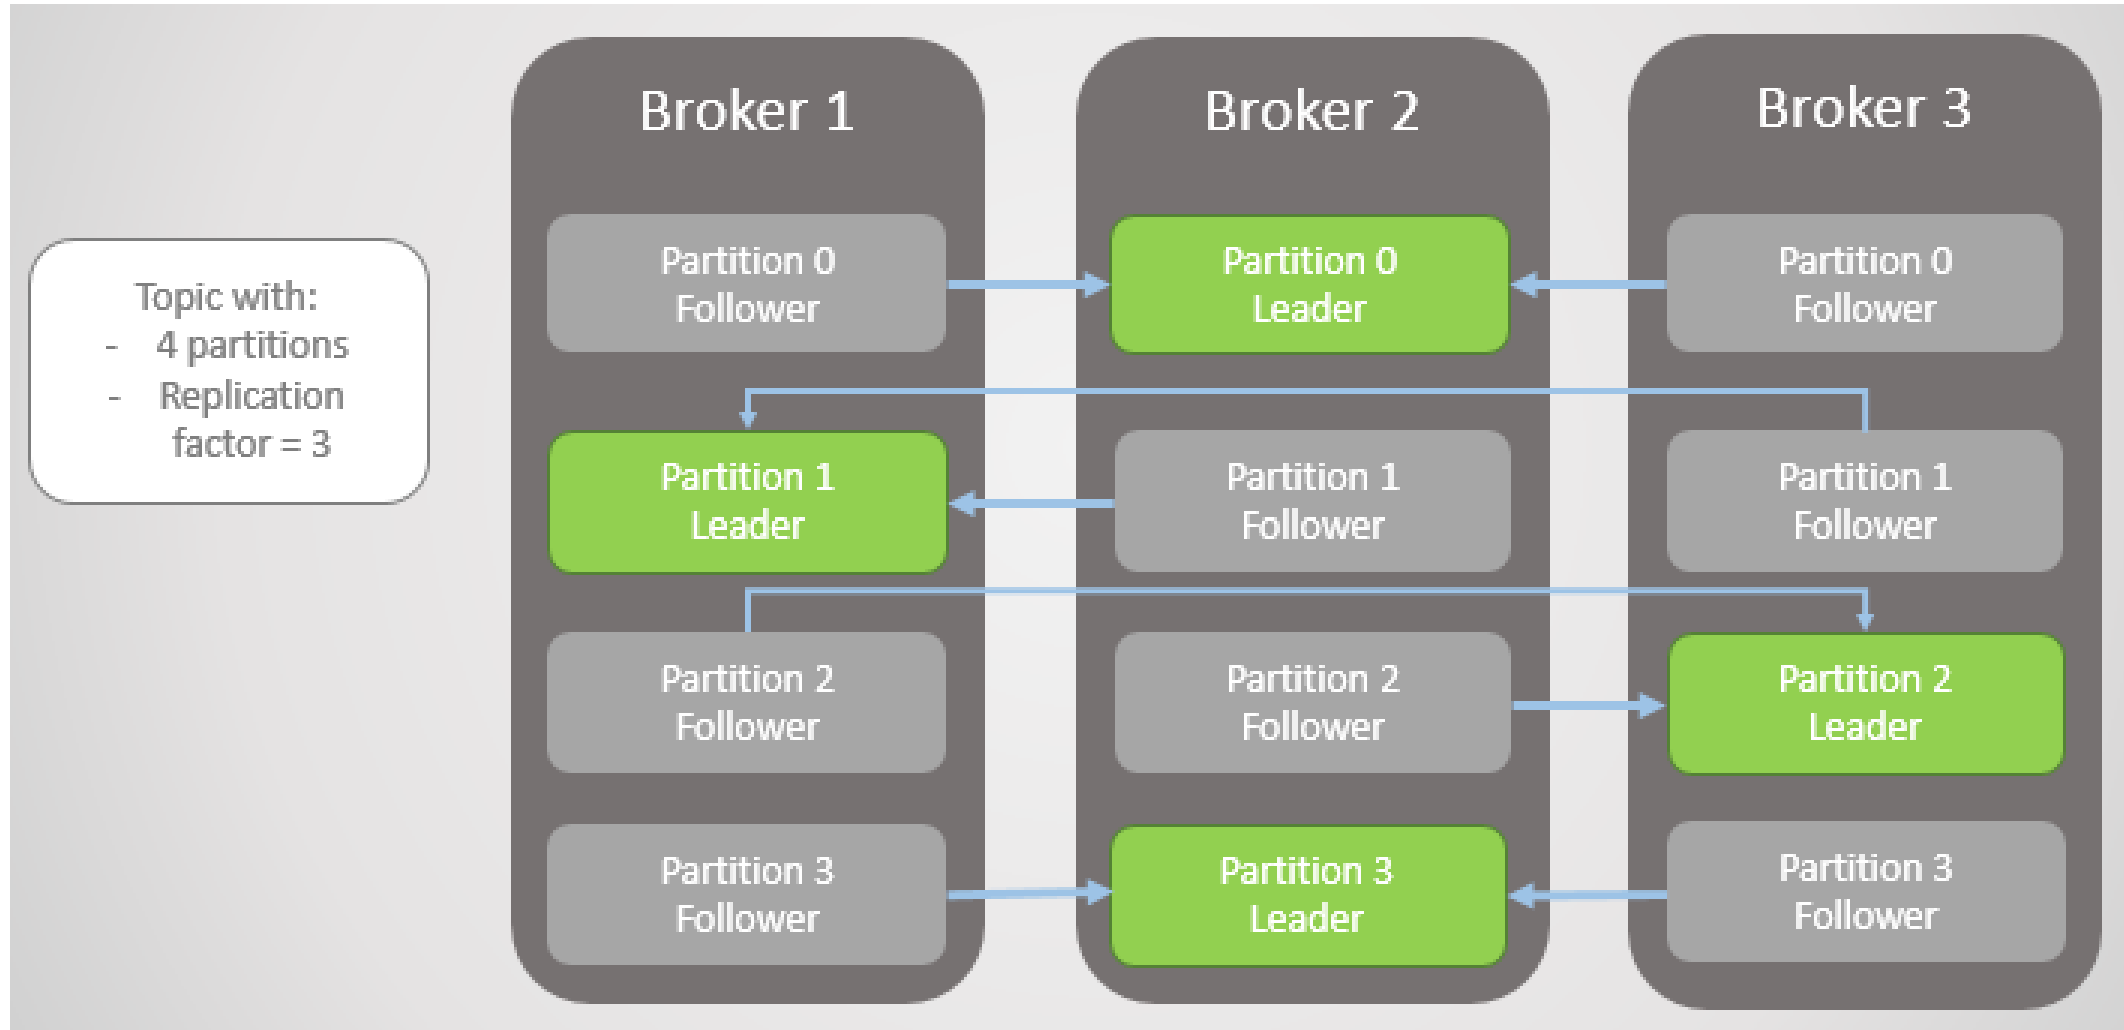 Topic with:
- 4 partitions
- Replication
factor = 3
Broker 1
Partition 0
Follower
Partition 1
Leader
Partition 2
Follower
Partition 3
Follower
Broker 2
Partition 0
Leader
Partition 1
Follower
Partition 2
Follower
Partition 3
Leader
Broker 3
Partition 0
Follower
Partition 1
Follower
Partition 2
Leader
Partition 3
Follower